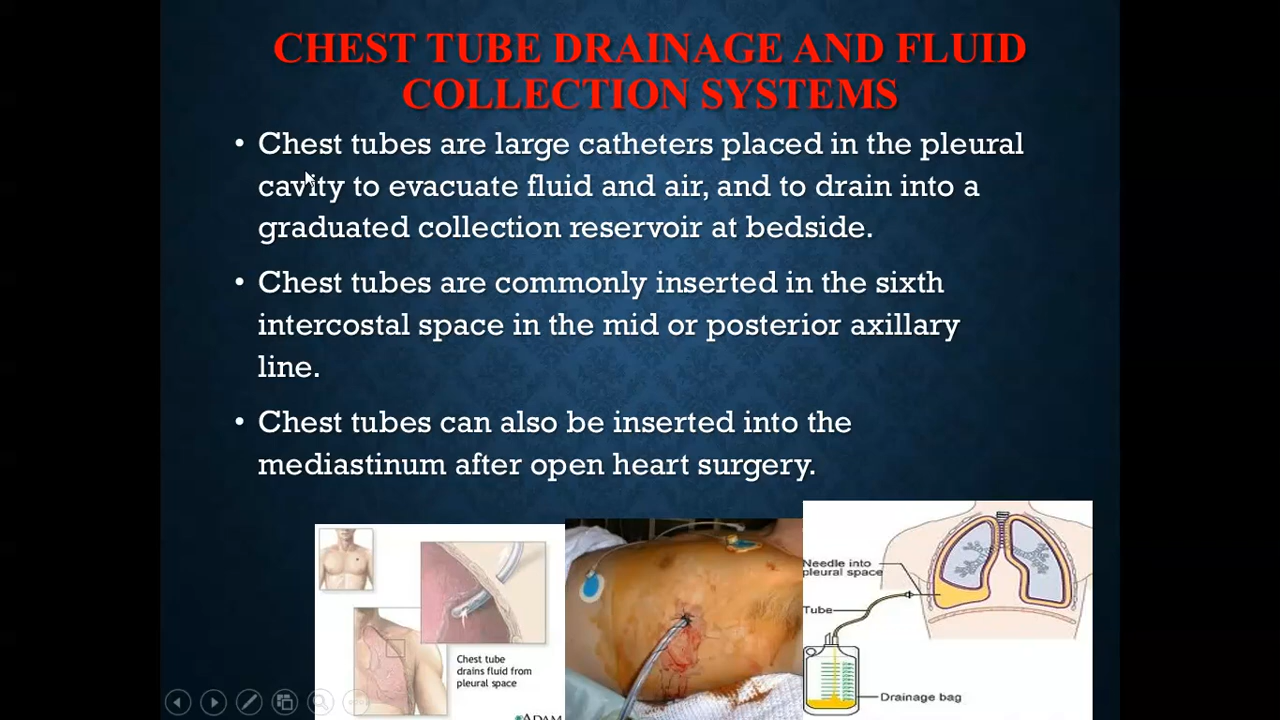 CHEST TUBE DRAINAGE AND FLUID
COLLECTION SYSTEMS
• Chest tubes are large catheters placed in the pleural
cavity to evacuate fluid and air, and to drain into a
graduated collection reservoir at bedside.
• Chest tubes are commonly inserted in the sixth
intercostal space in the mid or posterior axillary
line.
• Chest tubes can also be inserted into the
mediastinum after open heart surgery.
Chest tube
drains fluid from
pleural space
ADAM
Needle into
pleural space
Tube
Drainage bag